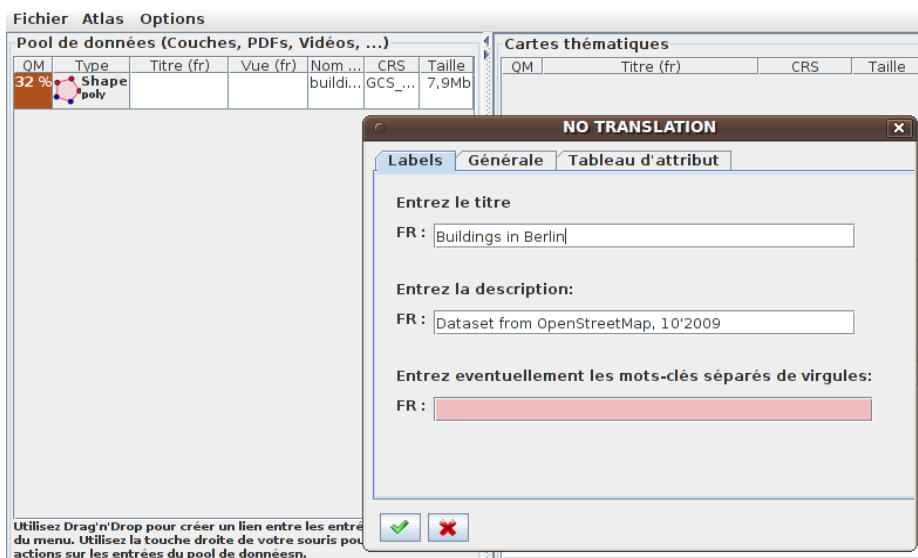 Fichier Atlas Options
Pool de données (Couches, PDFs, Vidéos, ...)
QM Type Titre (fr) Vue (fr) Nom ... CRS Taille
32 % Shape poly buildi... GCS_... 7,9Mb
Cartes thématiques
QM Titre (fr) CRS Taille
NO TRANSLATION
Labels Générale Tableau d'attribut
Entrez le titre
FR : Buildings in Berlin
Entrez la description:
FR : Dataset from OpenStreetMap, 10'2009
Entrez eventuellement les mots-clés séparés de virgules:
FR :
Utilisez Drag'n'Drop pour créer un lien entre les entré
du menu. Utilisez la touche droite de votre souris pou
actions sur les entrées du pool de donnéesn.